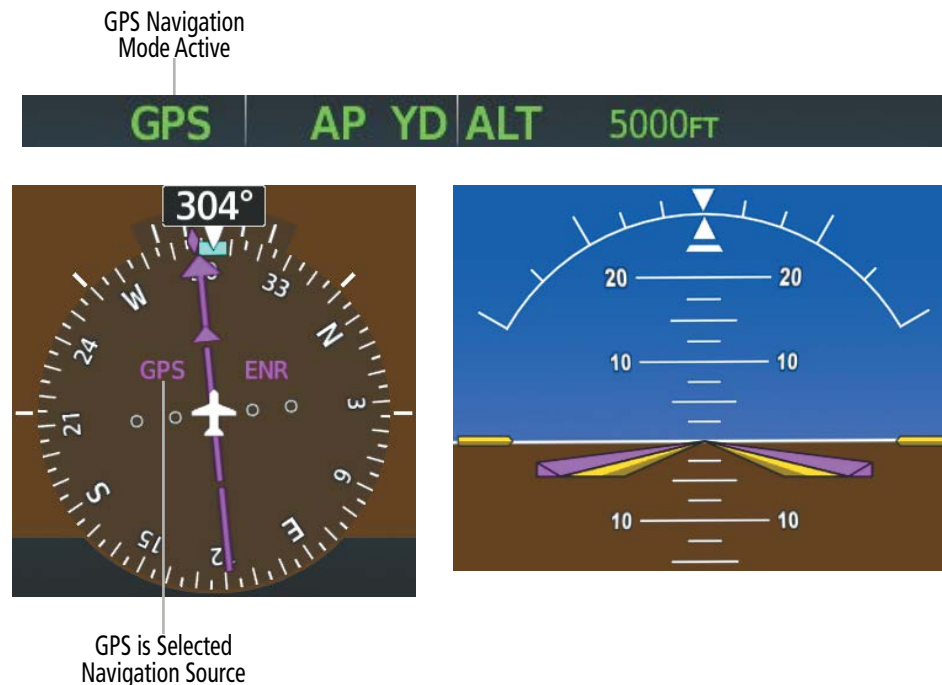 GPS Navigation
Mode Active
GPS AP YD ALT 5000FT
304°
33
N
3
6
E
12
15
S
21
24
W
GPS ENR
20 20
10 10
10 10
GPS is Selected
Navigation Source